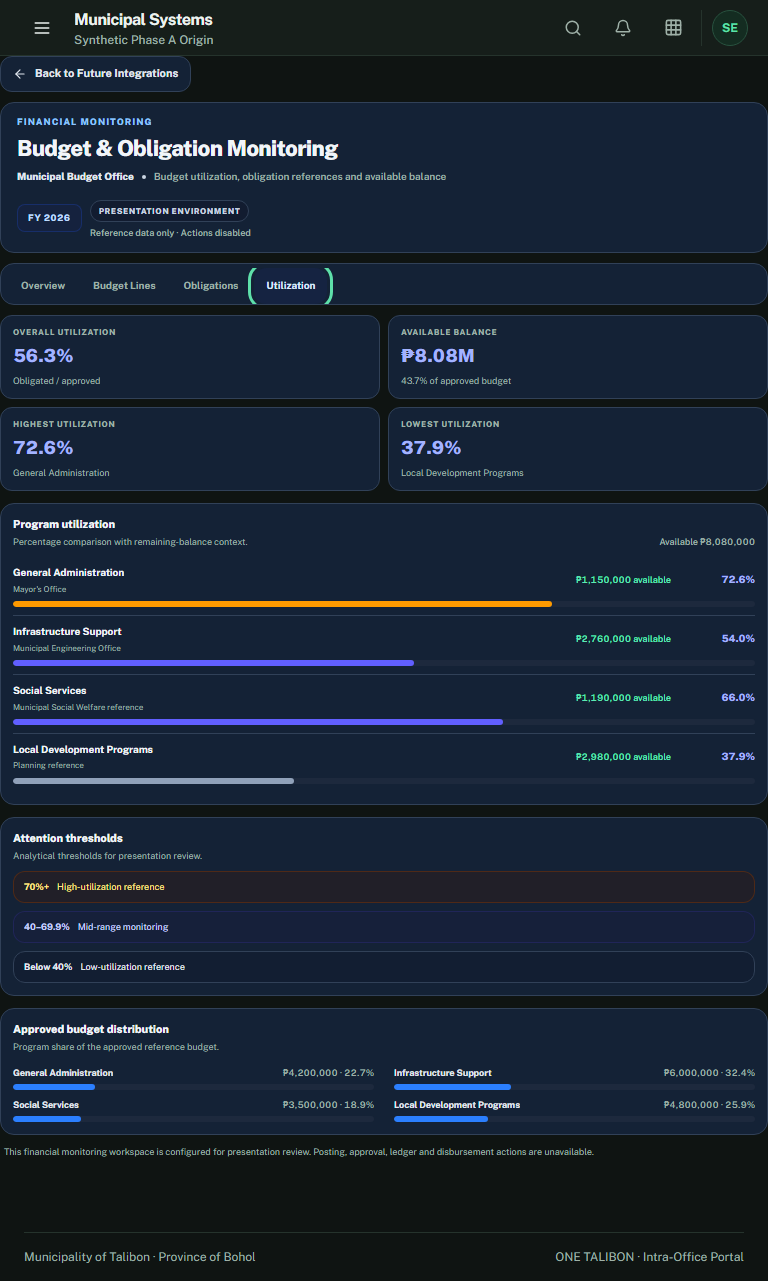 Municipal Systems
Synthetic Phase A Origin
SE
Back to Future Integrations
FINANCIAL MONITORING
Budget & Obligation Monitoring
Municipal Budget Office • Budget utilization, obligation references and available balance
FY 2026
PRESENTATION ENVIRONMENT
Reference data only · Actions disabled
Overview Budget Lines Obligations Utilization
OVERALL UTILIZATION
56.3%
Obligated / approved
AVAILABLE BALANCE
₱8.08M
43.7% of approved budget
HIGHEST UTILIZATION
72.6%
General Administration
LOWEST UTILIZATION
37.9%
Local Development Programs
Program utilization
Percentage comparison with remaining-balance context.
Available ₱8,080,000
General Administration
Mayor's Office
₱1,150,000 available 72.6%
Infrastructure Support
Municipal Engineering Office
₱2,760,000 available 54.0%
Social Services
Municipal Social Welfare reference
₱1,190,000 available 66.0%
Local Development Programs
Planning reference
₱2,980,000 available 37.9%
Attention thresholds
Analytical thresholds for presentation review.
70%+ High-utilization reference
40–69.9% Mid-range monitoring
Below 40% Low-utilization reference
Approved budget distribution
Program share of the approved reference budget.
General Administration ₱4,200,000 · 22.7%
Infrastructure Support ₱6,000,000 · 32.4%
Social Services ₱3,500,000 · 18.9%
Local Development Programs ₱4,800,000 · 25.9%
This financial monitoring workspace is configured for presentation review. Posting, approval, ledger and disbursement actions are unavailable.
Municipality of Talibon · Province of Bohol
ONE TALIBON · Intra-Office Portal